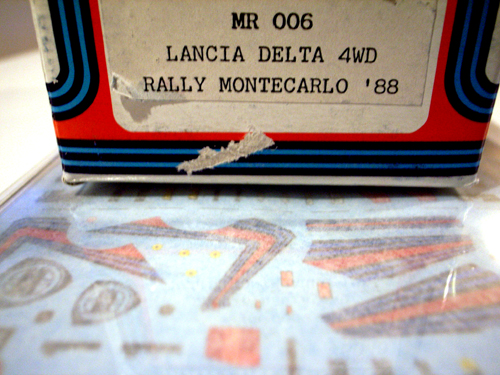 MR 006
LANCIA DELTA 4WD
RALLY MONTECARLO '88